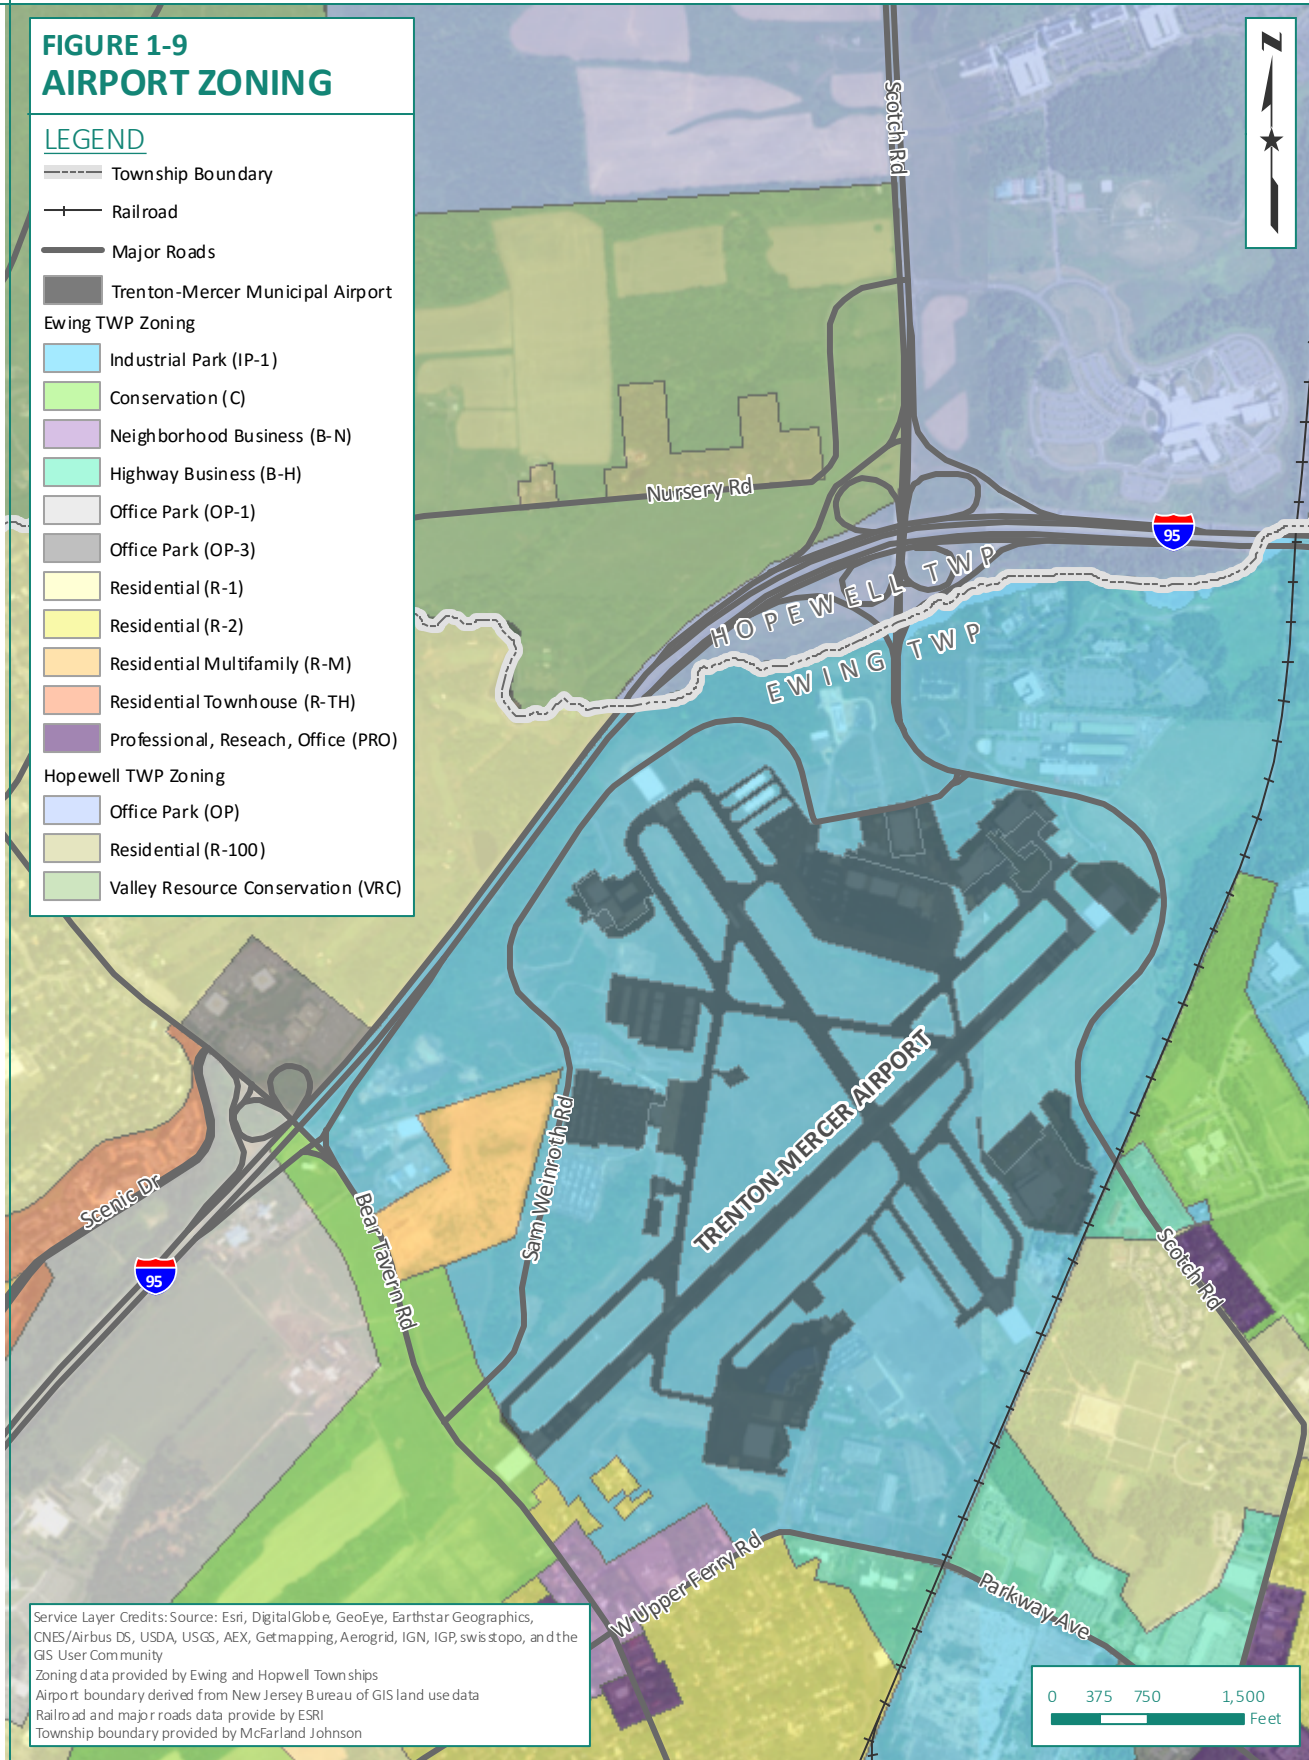 FIGURE 1-9
AIRPORT ZONING
LEGEND
Township Boundary
Railroad
Major Roads
Trenton-Mercer Municipal Airport
Ewing TWP Zoning
Industrial Park (IP-1)
Conservation (C)
Neighborhood Business (B-N)
Highway Business (B-H)
Office Park (OP-1)
Office Park (OP-3)
Residential (R-1)
Residential (R-2)
Residential Multifamily (R-M)
Residential Townhouse (R-TH)
Professional, Reseach, Office (PRO)
Hopewell TWP Zoning
Office Park (OP)
Residential (R-100)
Valley Resource Conservation (VRC)
N
Scotch Rd
Nursery Rd
95
HOPEWELL TWP
EWING TWP
TRENTON-MERCER AIRPORT
Sam Weinroth Rd
Bear Tavern Rd
Scenic Dr
95
Scotch Rd
W Upper Ferry Rd
Parkway Ave
Service Layer Credits: Source: Esri, DigitalGlobe, GeoEye, Earthstar Geographics,
CNES/Airbus DS, USDA, USGS, AEX, Getmapping, Aerogrid, IGN, IGP, swisstopo, and the
GIS User Community
Zoning data provided by Ewing and Hopewell Townships
Airport boundary derived from New Jersey Bureau of GIS land use data
Railroad and major roads data provide by ESRI
Township boundary provided by McFarland Johnson
0 375 750 1,500
Feet